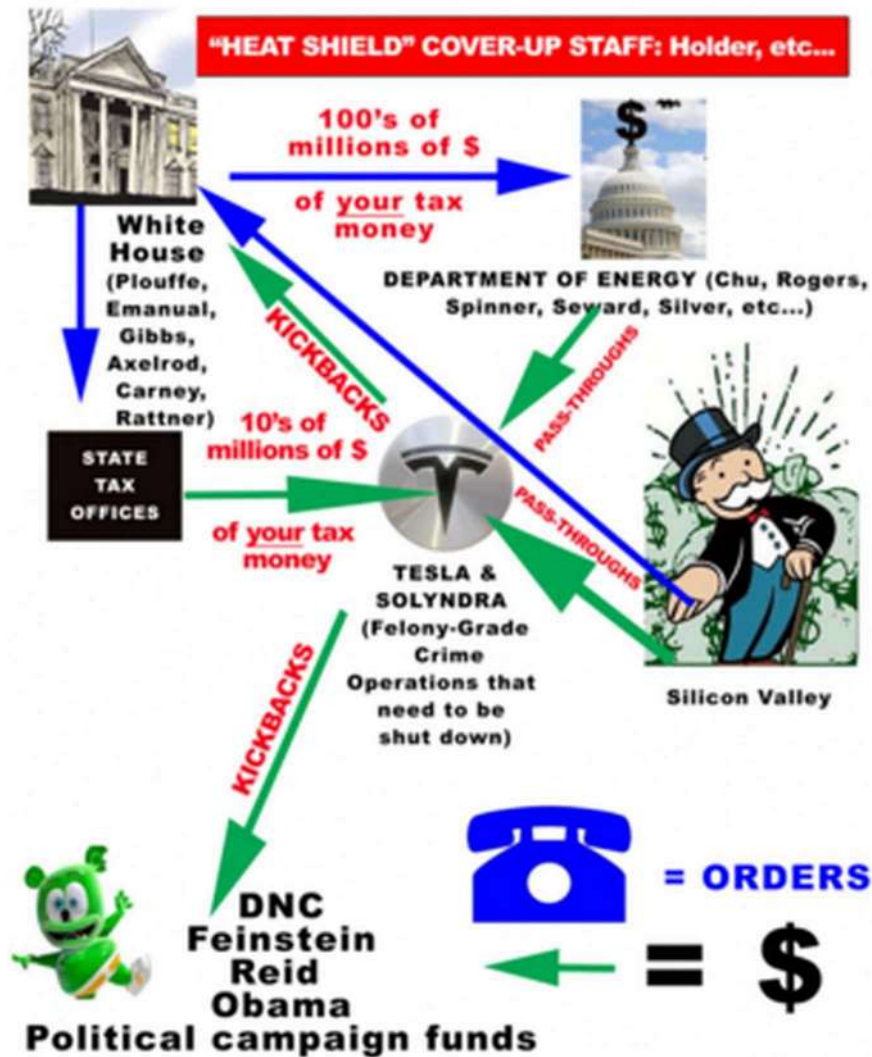 “HEAT SHIELD” COVER-UP STAFF: Holder, etc...
100’s of
millions of $
of your tax
money
$
White
House
(Plouffe,
Emanual,
Gibbs,
Axelrod,
Carney,
Rattner)
DEPARTMENT OF ENERGY (Chu, Rogers,
Spinner, Seward, Silver, etc...)
KICKBACKS
PASS-THROUGHS
STATE
TAX
OFFICES
10’s of
millions of $
of your tax
money
PASS-THROUGHS
TESLA &
SOLYNDRA
(Felony-Grade
Crime
Operations that
need to be
shut down)
Silicon Valley
KICKBACKS
= ORDERS
= $
DNC
Feinstein
Reid
Obama
Political campaign funds